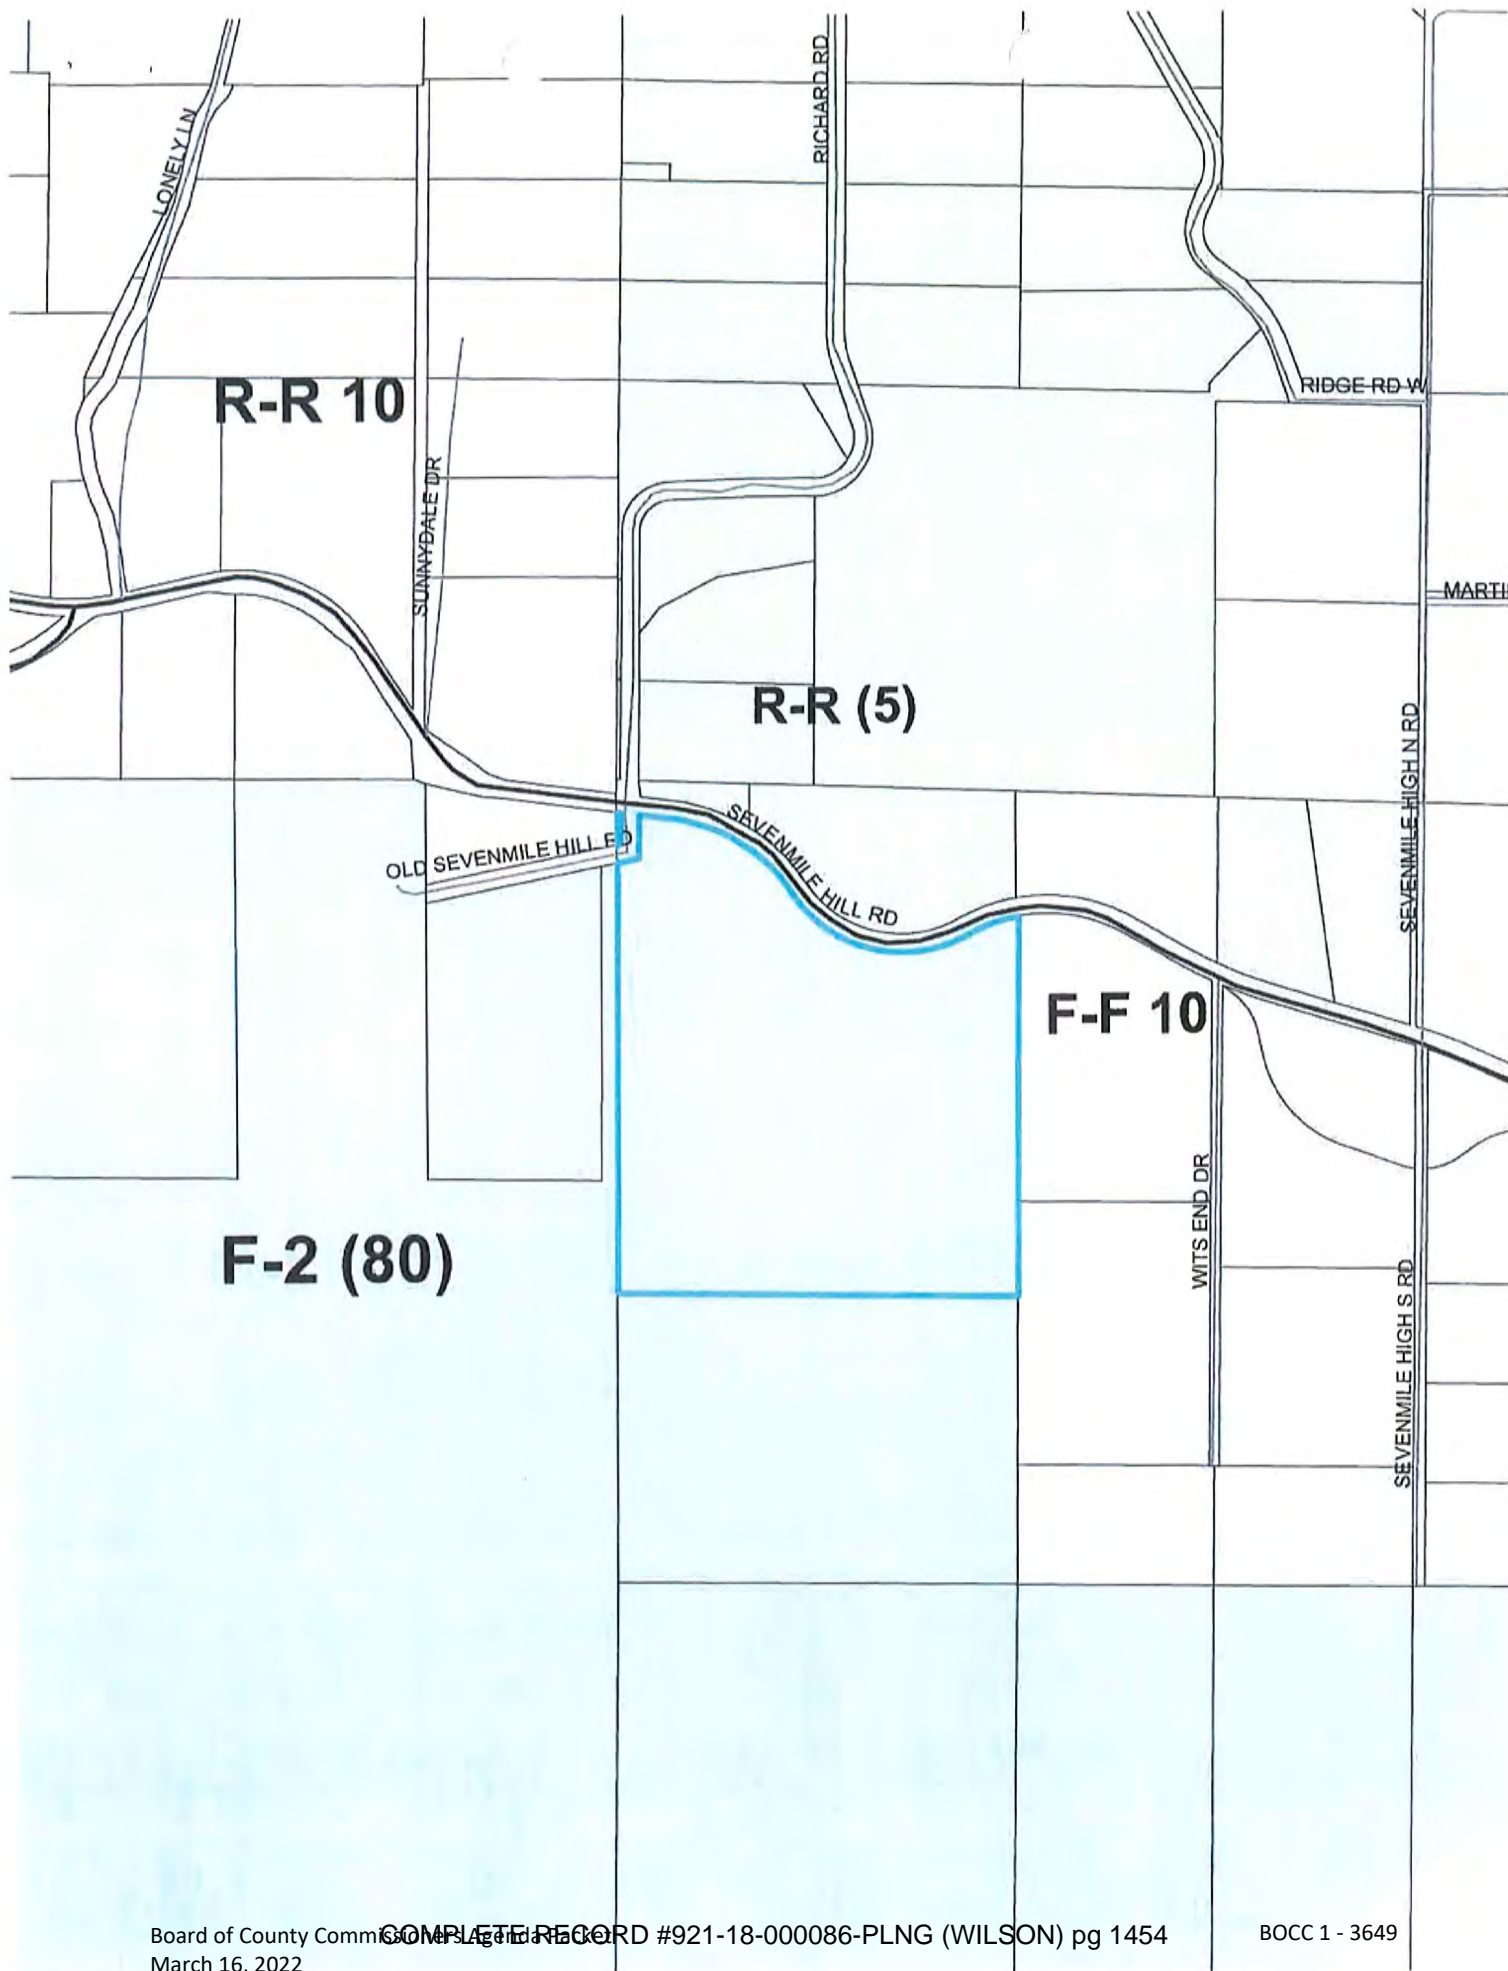 RICHARD RD
LONELY LN
R-R 10
RIDGE RD W
SUNNYDALE DR
MARTI
R-R (5)
SEVENMILE HIGH N RD
SEVENMILE HILL RD
OLD SEVENMILE HILL RD
F-F 10
WITS END DR
F-2 (80)
SEVENMILE HIGH S RD
Board of County Commissioners Agenda Packet
COMPLETE RECORD #921-18-000086-PLNG (WILSON) pg 1454
BOCC 1 - 3649
March 16, 2022